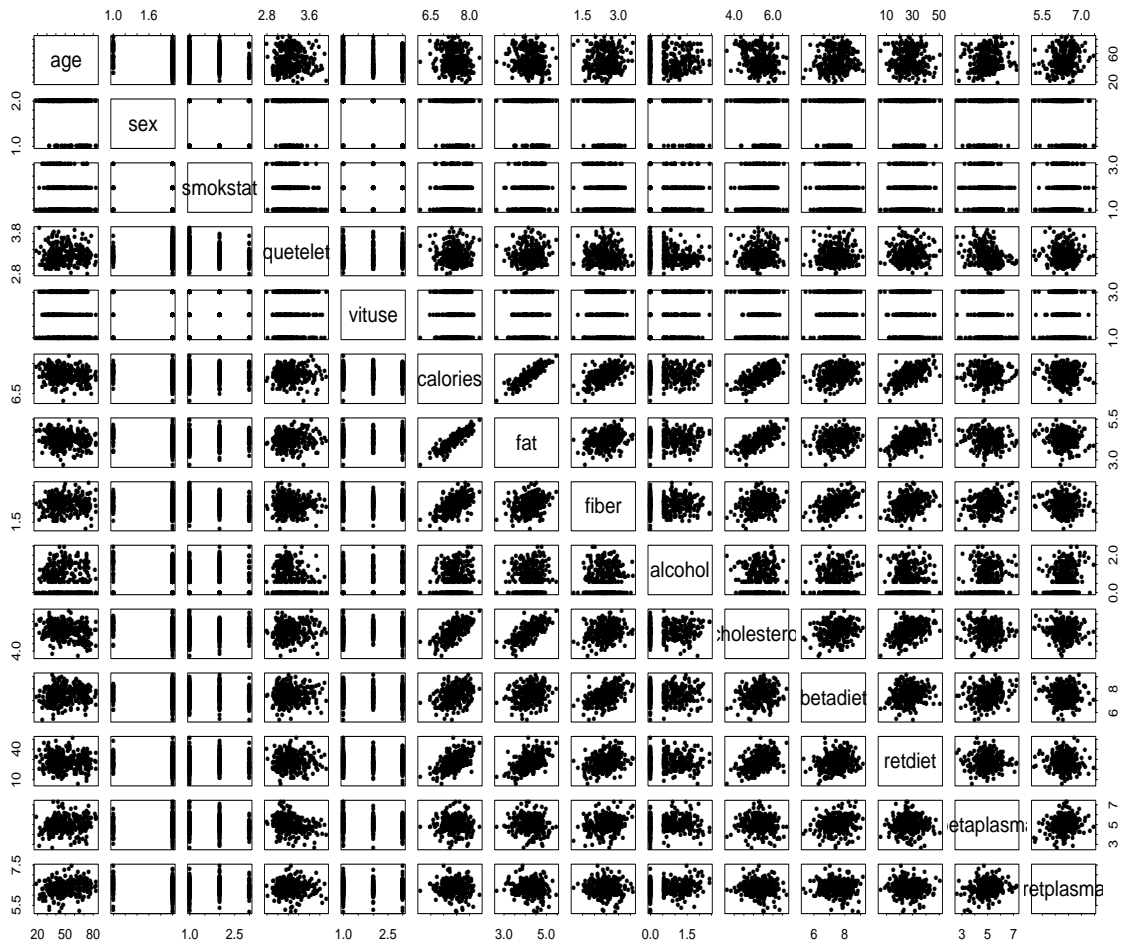 1.0 1.6 2.8 3.6 6.5 8.0 1.5 3.0 4.0 6.0 10 30 50 5.5 7.0
age 20 60
1.0 2.0 sex
smokstat 1.0 3.0
2.8 3.8 quetelet
vituse 1.0 3.0
6.5 calories
fat 3.0 5.5
1.5 fiber
alcohol 0.0 2.0
4.0 cholestero
betadiet 6 8
10 40 retdiet
etaplasma 3 5 7
5.5 7.5 retplasma
20 50 80 1.0 2.5 1.0 2.5 3.0 5.0 0.0 1.5 6 8 3 5 7